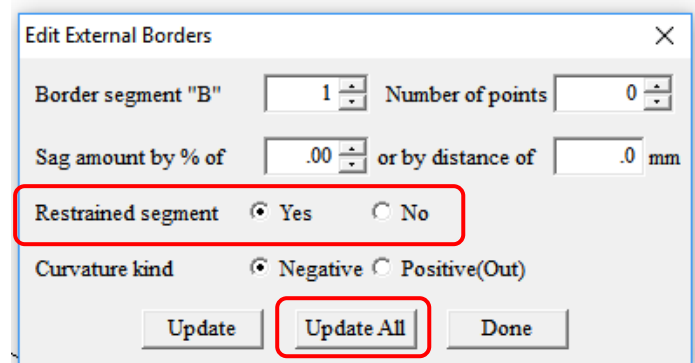 Edit External Borders
Border segment "B" 1 Number of points 0
Sag amount by % of .00 or by distance of .0 mm
Restrained segment Yes No
Curvature kind Negative Positive(Out)
Update Update All Done